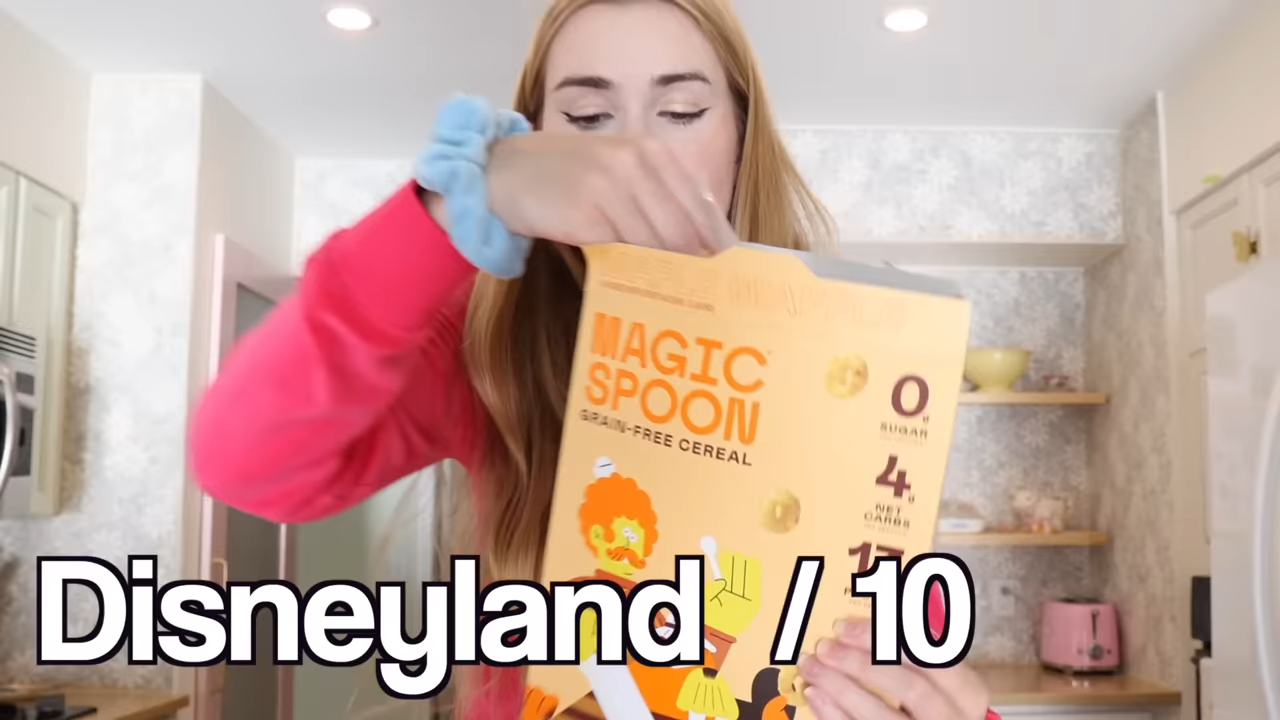 MAGIC
SPOON
GRAIN-FREE CEREAL
0g
SUGAR
4g
NET
CARBS
Disneyland / 10